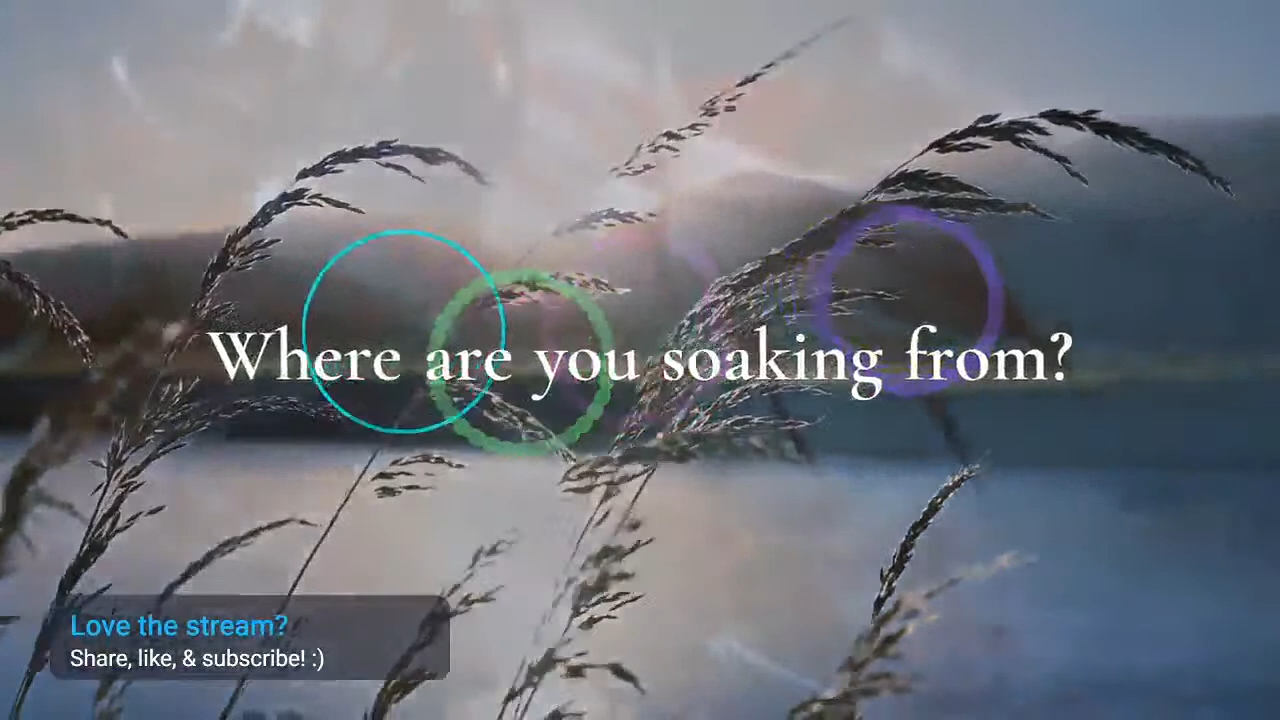 Where are you soaking from?
Love the stream?
Share, like, & subscribe! :)